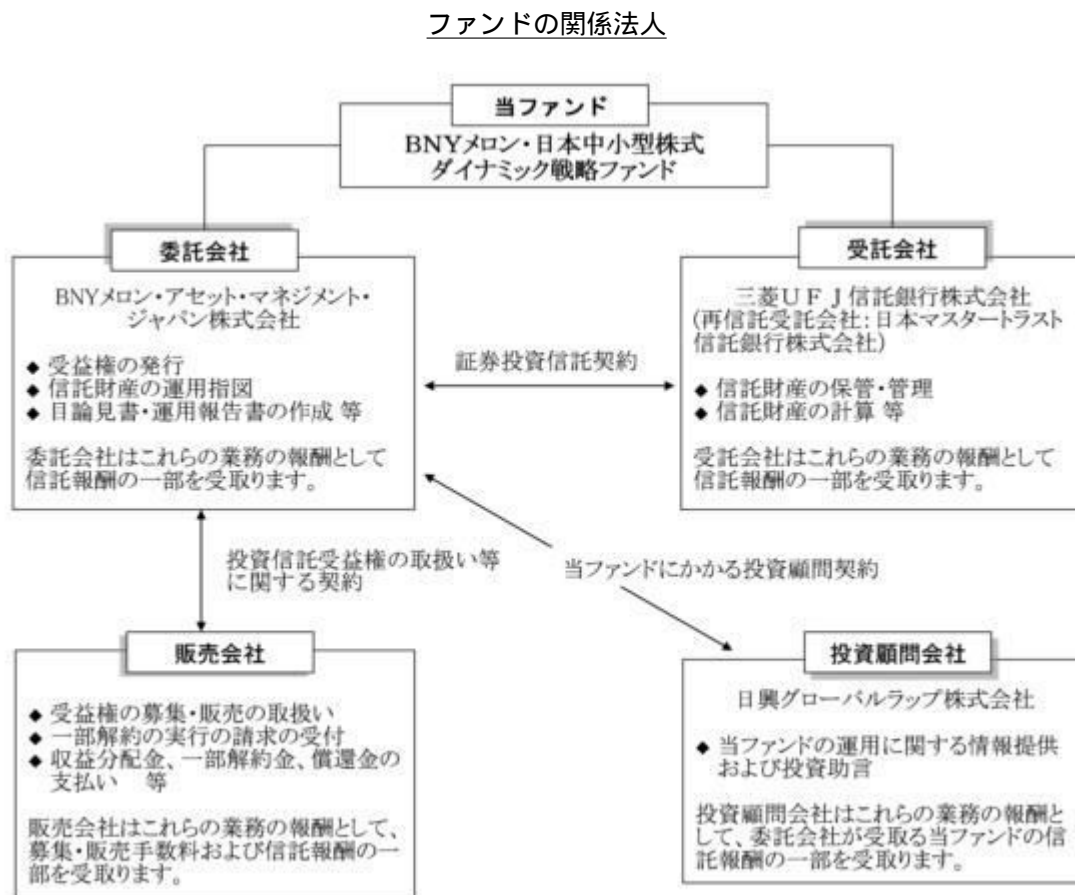 ファンドの関係法人
当ファンド
BNYメロン・日本中小型株式
ダイナミック戦略ファンド
委託会社
BNYメロン・アセット・マネジメント・
ジャパン株式会社
◆ 受益権の発行
◆ 信託財産の運用指図
◆ 目論見書・運用報告書の作成 等
委託会社はこれらの業務の報酬として
信託報酬の一部を受取ります。
証券投資信託契約
受託会社
三菱UFJ信託銀行株式会社
(再信託受託会社:日本マスタートラスト
信託銀行株式会社)
◆ 信託財産の保管・管理
◆ 信託財産の計算 等
受託会社はこれらの業務の報酬として
信託報酬の一部を受取ります。
投資信託受益権の取扱い等
に関する契約
当ファンドにかかる投資顧問契約
販売会社
◆ 受益権の募集・販売の取扱い
◆ 一部解約の実行の請求の受付
◆ 収益分配金、一部解約金、償還金の
支払い 等
販売会社はこれらの業務の報酬として、
募集・販売手数料および信託報酬の一
部を受取ります。
投資顧問会社
日興グローバルラップ株式会社
◆ 当ファンドの運用に関する情報提供
および投資助言
投資顧問会社はこれらの業務の報酬と
して、委託会社が受取る当ファンドの信
託報酬の一部を受取ります。